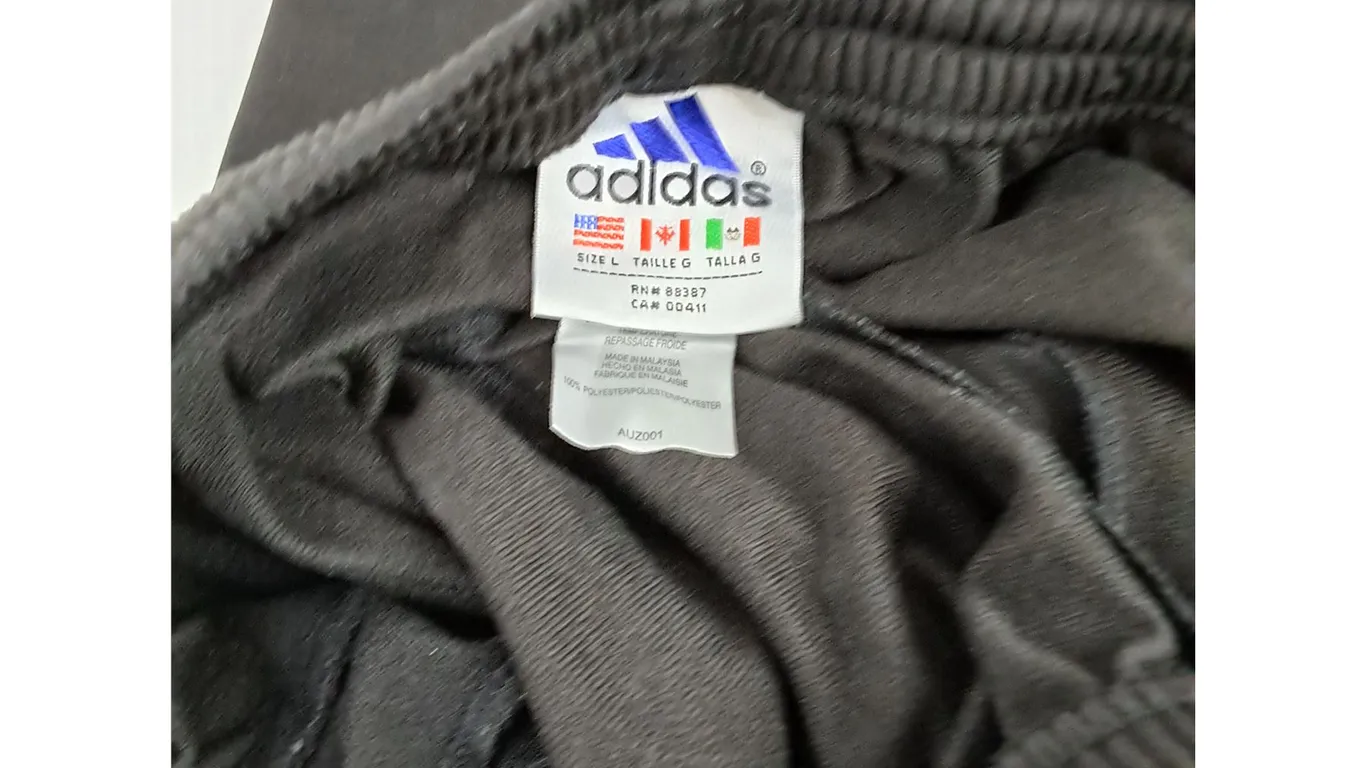 adidas®
SIZE L TAILLE G TALLA G
RN# 88387
CA# 00411
TEMPERATURE
REPASSAGE FROIDE
MADE IN MALAYSIA
HECHO EN MALASIA
FABRIQUE EN MALAISIE
100% POLYESTER/POLIESTER/POLYESTER
AUZ001